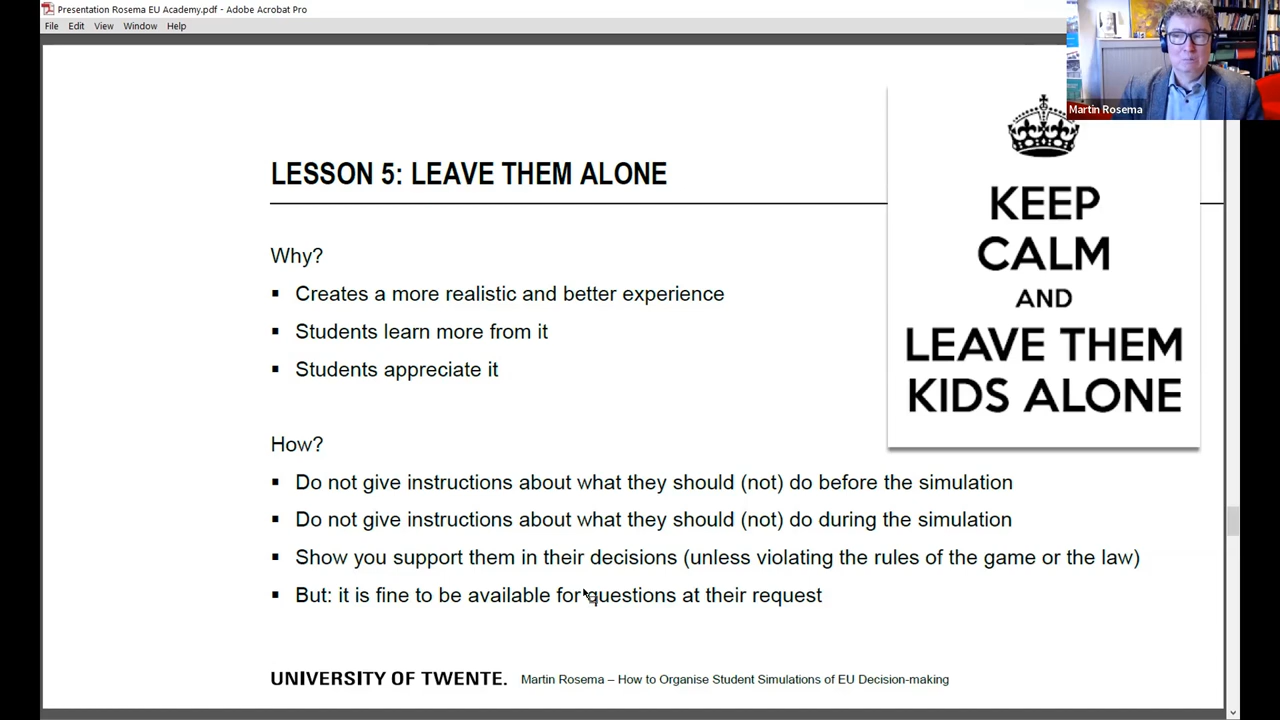 Presentation Rosema EU Academy.pdf - Adobe Acrobat Pro
File Edit View Window Help
Martin Rosema
LESSON 5: LEAVE THEM ALONE
KEEP
CALM
AND
LEAVE THEM
KIDS ALONE
Why?
▪ Creates a more realistic and better experience
▪ Students learn more from it
▪ Students appreciate it
How?
▪ Do not give instructions about what they should (not) do before the simulation
▪ Do not give instructions about what they should (not) do during the simulation
▪ Show you support them in their decisions (unless violating the rules of the game or the law)
▪ But: it is fine to be available for questions at their request
UNIVERSITY OF TWENTE. Martin Rosema – How to Organise Student Simulations of EU Decision-making